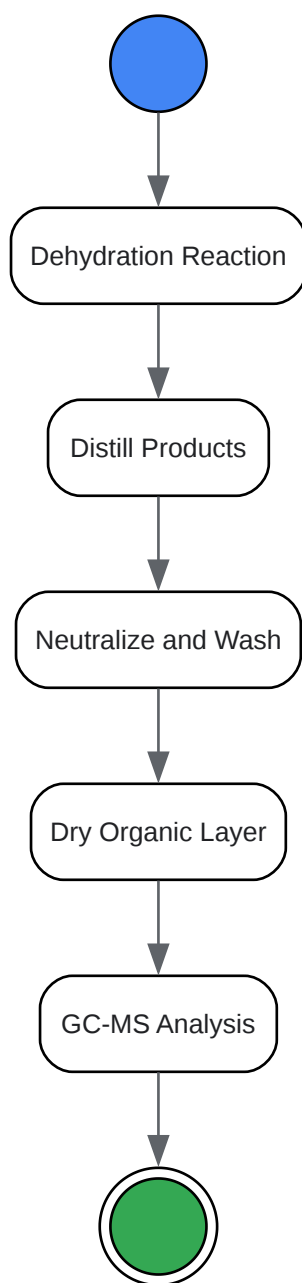 Dehydration Reaction
Distill Products
Neutralize and Wash
Dry Organic Layer
GC-MS Analysis